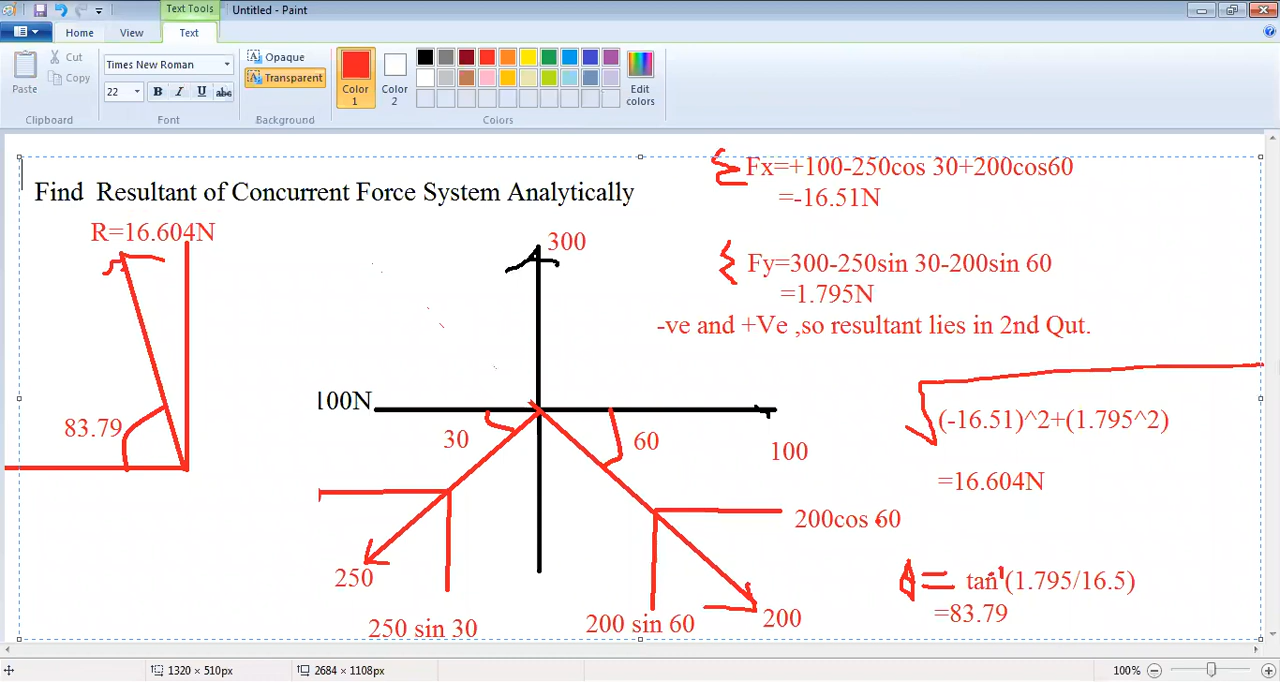 Text Tools
Untitled - Paint
Home
View
Text
Cut
Copy
Paste
Clipboard
Times New Roman
22
B I U abc
Font
Opaque
Transparent
Background
Color 1
Color 2
Edit colors
Colors
Find Resultant of Concurrent Force System Analytically
Fx=+100-250cos 30+200cos60
=-16.51N
R=16.604N
300
Fy=300-250sin 30-200sin 60
=1.795N
-ve and +Ve ,so resultant lies in 2nd Qut.
100N
83.79
30
60
100
(-16.51)^2+(1.795^2)
=16.604N
200cos 60
250
250 sin 30
200 sin 60
200
= tan-1(1.795/16.5)
=83.79
1320 × 510px
2684 × 1108px
100%